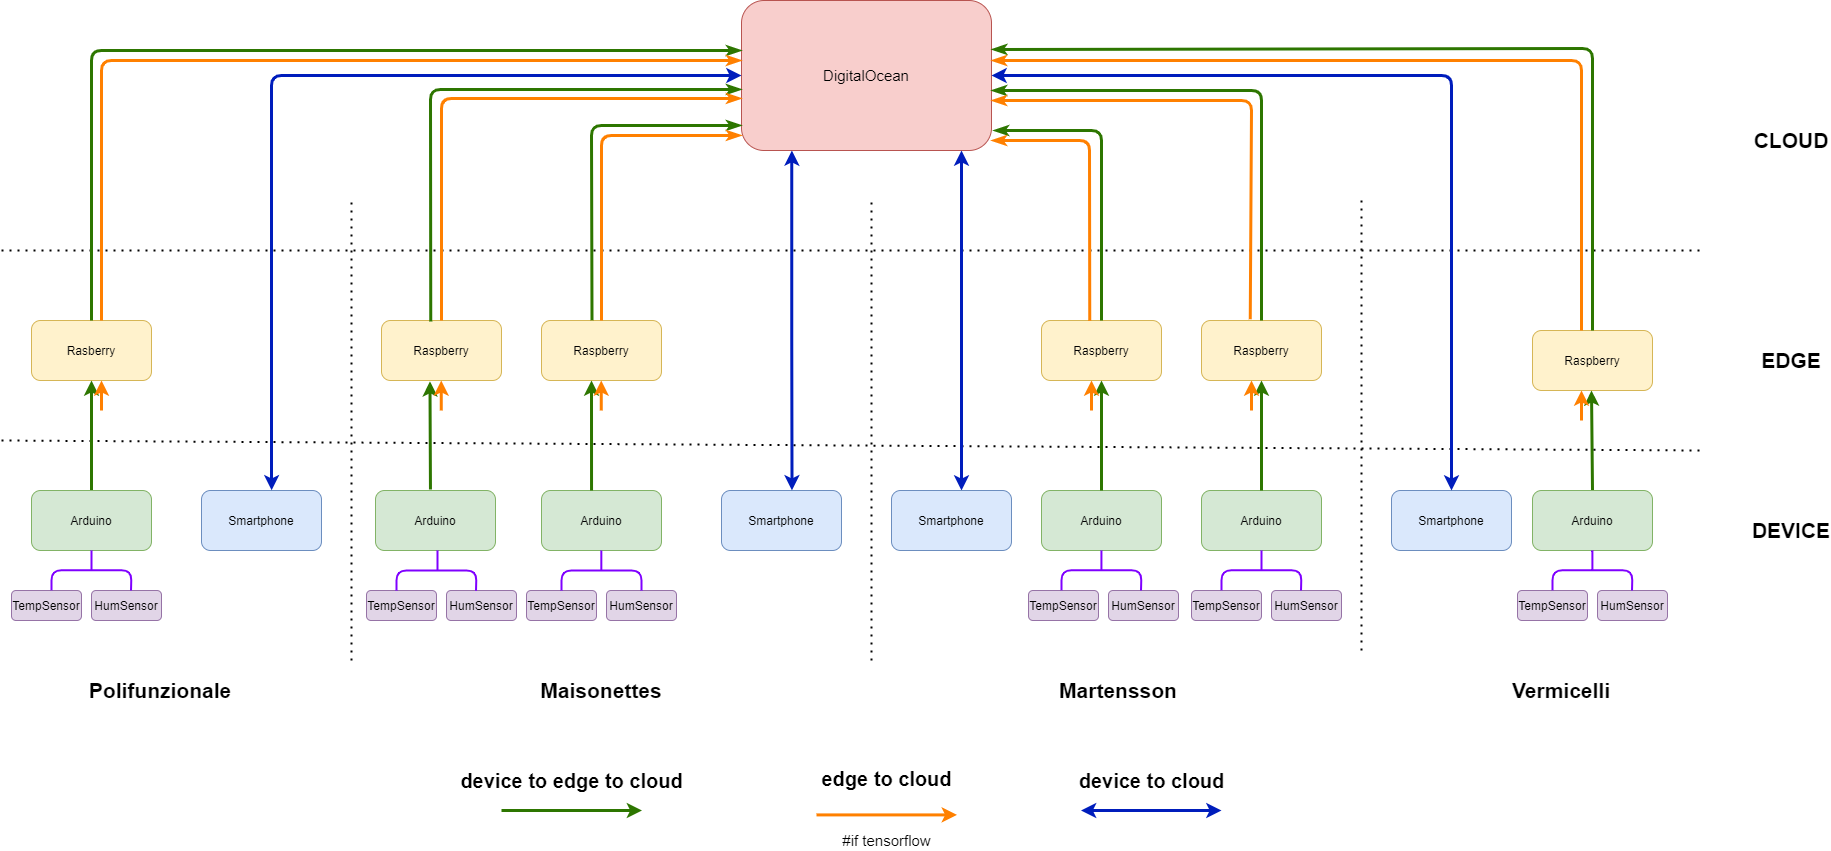 DigitalOcean
CLOUD
Rasberry
Raspberry
Raspberry
Raspberry
Raspberry
Raspberry
EDGE
Arduino
Smartphone
Arduino
Arduino
Smartphone
Smartphone
Arduino
Arduino
Smartphone
Arduino
DEVICE
TempSensor
HumSensor
TempSensor
HumSensor
TempSensor
HumSensor
TempSensor
HumSensor
TempSensor
HumSensor
TempSensor
HumSensor
Polifunzionale
Maisonettes
Martensson
Vermicelli
device to edge to cloud
edge to cloud
device to cloud
#if tensorflow